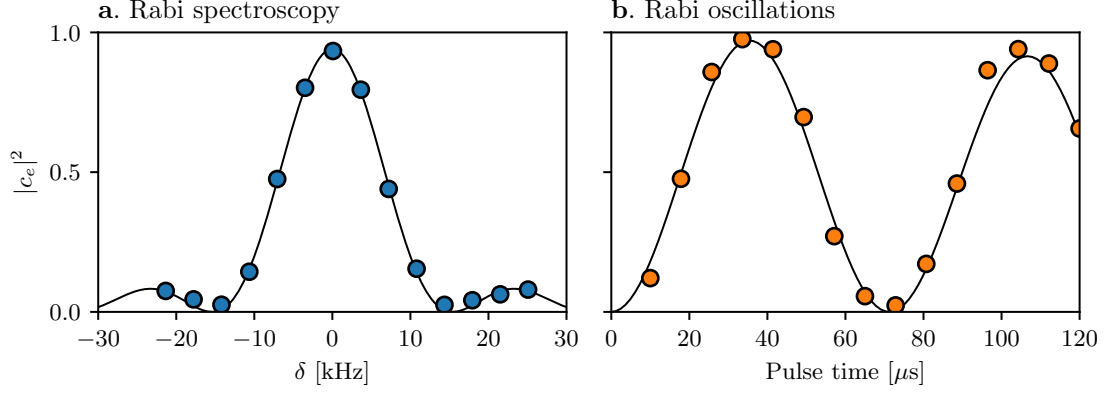 a. Rabi spectroscopy
b. Rabi oscillations
|c_e|^2
1.0
0.5
0.0
−30 −20 −10 0 10 20 30
0 20 40 60 80 100 120
δ [kHz]
Pulse time [μs]